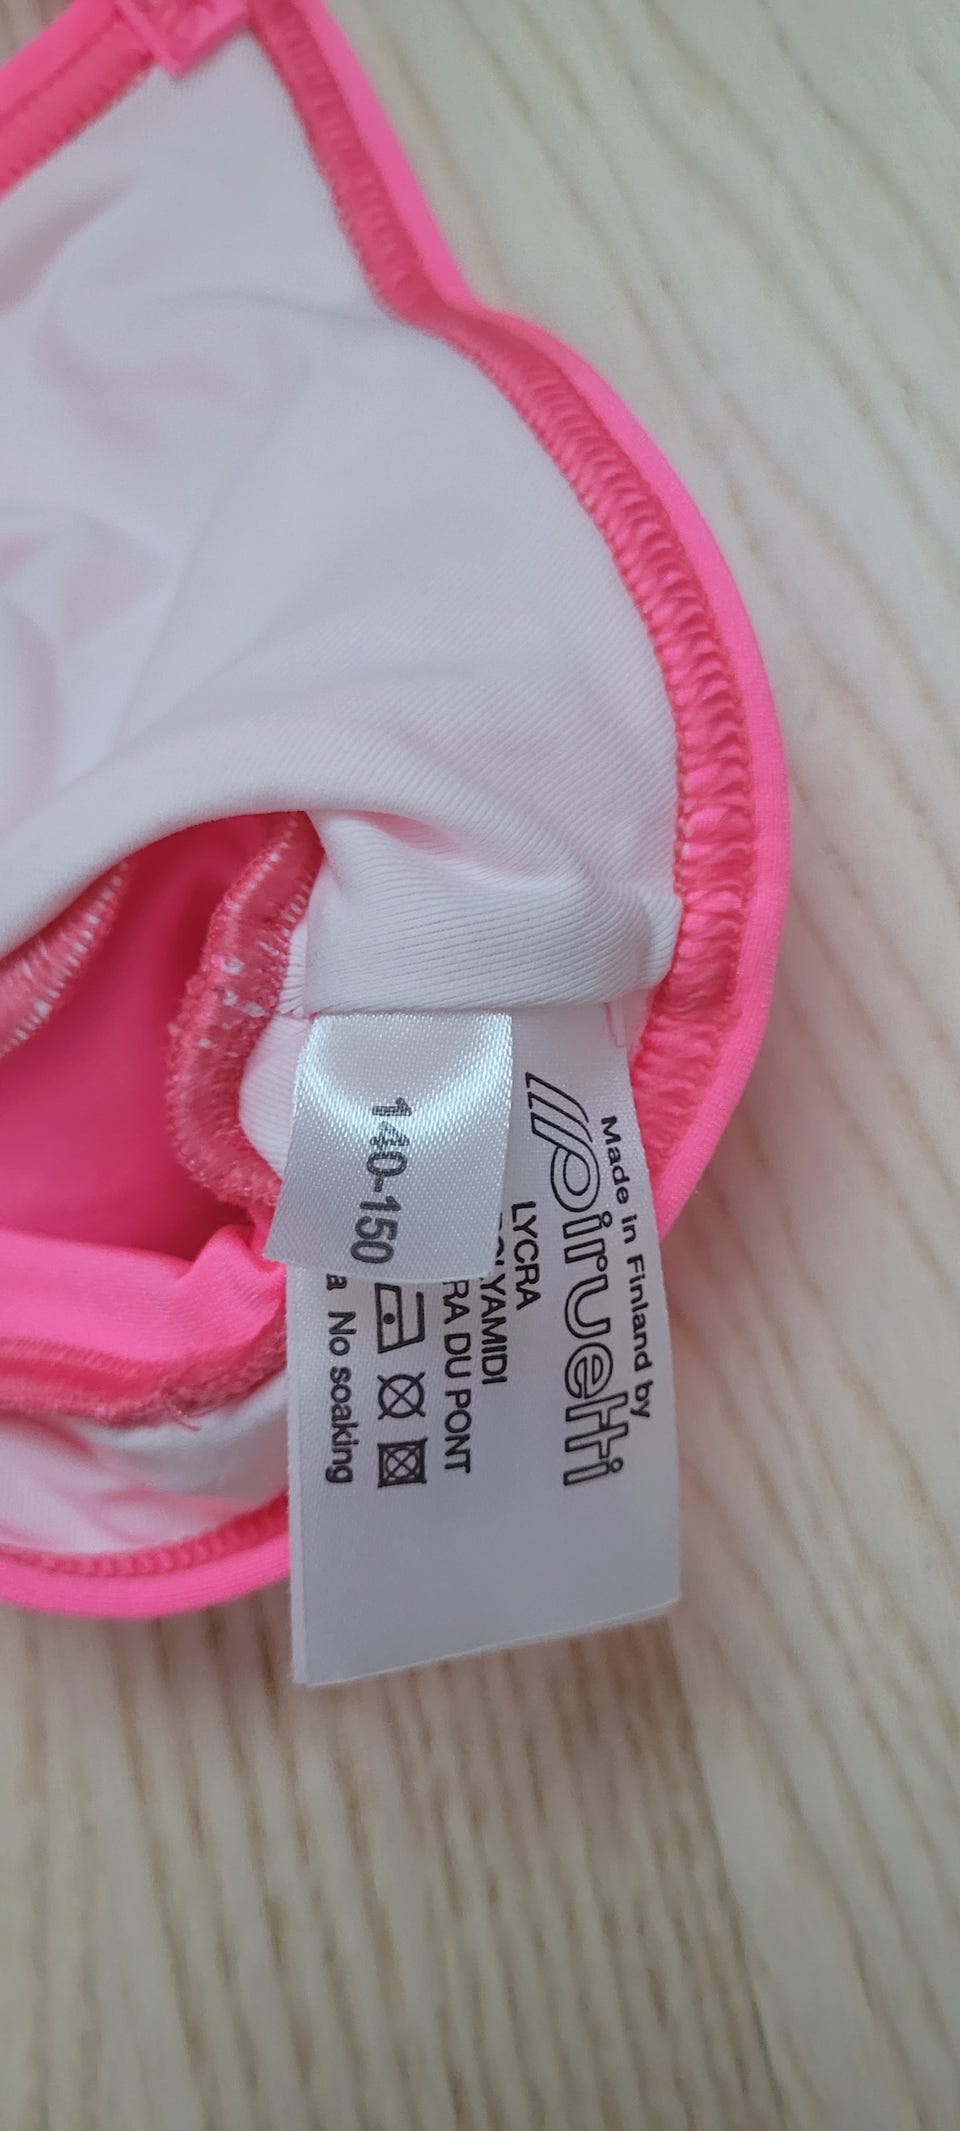 140-150
Made in Finland by
piruetti
LYCRA
YAMIDI
RA DU PONT
No soaking